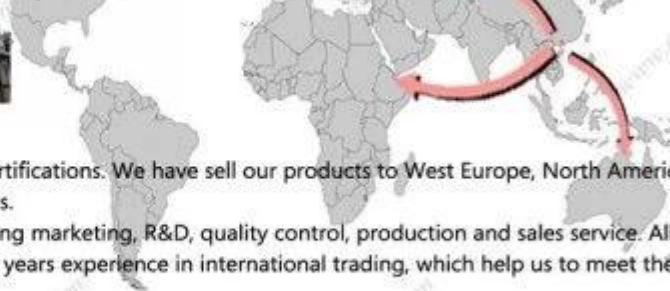 rtifications. We have sell our products to West Europe, North Americ
s.
ng marketing, R&D, quality control, production and sales service. All
years experience in international trading, which help us to meet the